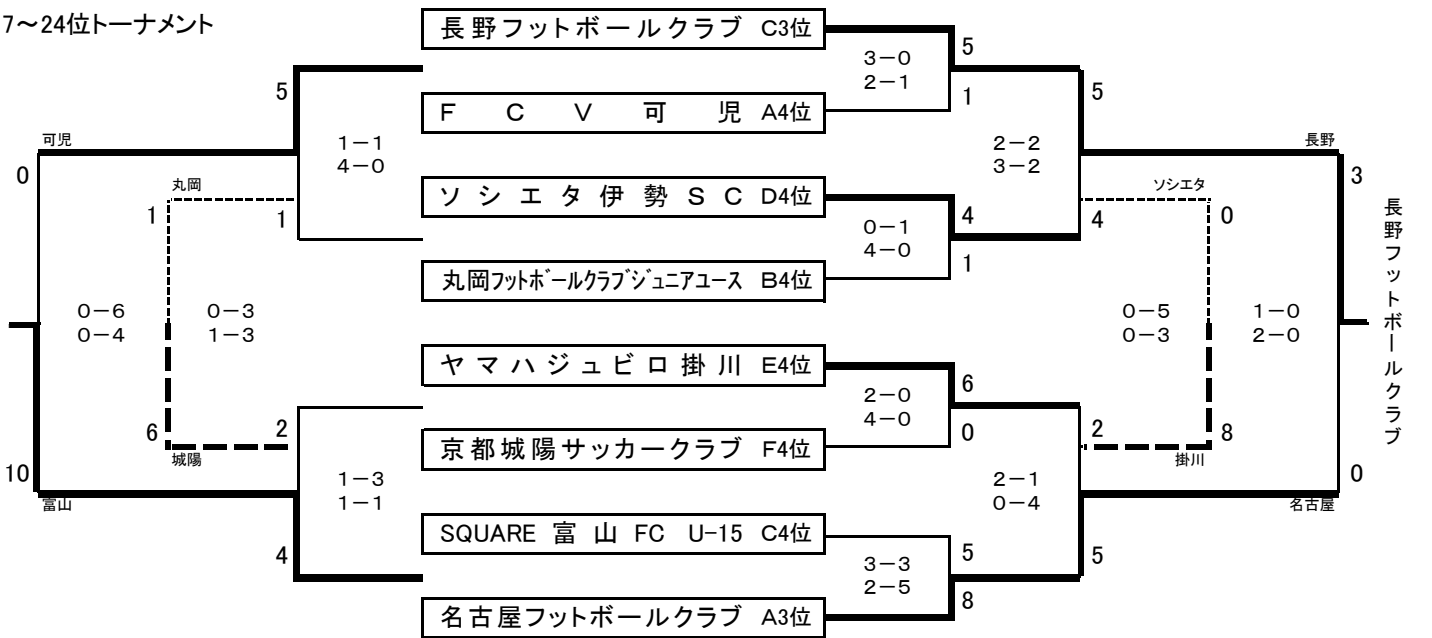 7～24位トーナメント
長野フットボールクラブ C3位
5
3－0
2－1
FCV可児 A4位
1
5
5
可児
1－1
4－0
2－2
3－2
長野
0
3
丸岡
ソシエタ伊勢SC D4位
ソシエタ
1
1
4
4
0
0－1
4－0
丸岡フットボールクラブジュニアユース B4位
1
長野フットボールクラブ
0－6
0－4
0－3
1－3
0－5
0－3
1－0
2－0
ヤマハジュビロ掛川 E4位
6
2－0
4－0
京都城陽サッカークラブ F4位
0
6
2
2
8
城陽
掛川
10
0
富山
1－3
1－1
2－1
0－4
名古屋
SQUARE 富山 FC U-15 C4位
5
3－3
2－5
4
5
名古屋フットボールクラブ A3位
8